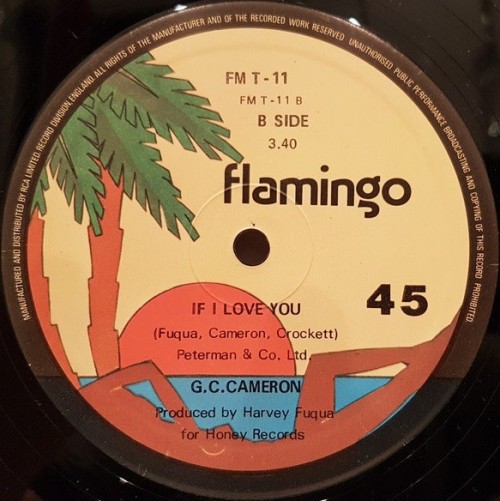 MANUFACTURED AND DISTRIBUTED BY RCA LIMITED, RECORD DIVISION, ENGLAND. ALL RIGHTS OF THE MANUFACTURER AND OF THE RECORDED WORK RESERVED UNAUTHORISED PUBLIC PERFORMANCE BROADCASTING AND COPYING OF THIS RECORD PROHIBITED.
FM T-11
FM T-11 B
B SIDE
3.40
flamingo
45
IF I LOVE YOU
(Fuqua, Cameron, Crockett)
Peterman & Co. Ltd.
G.C.CAMERON
Produced by Harvey Fuqua
for Honey Records